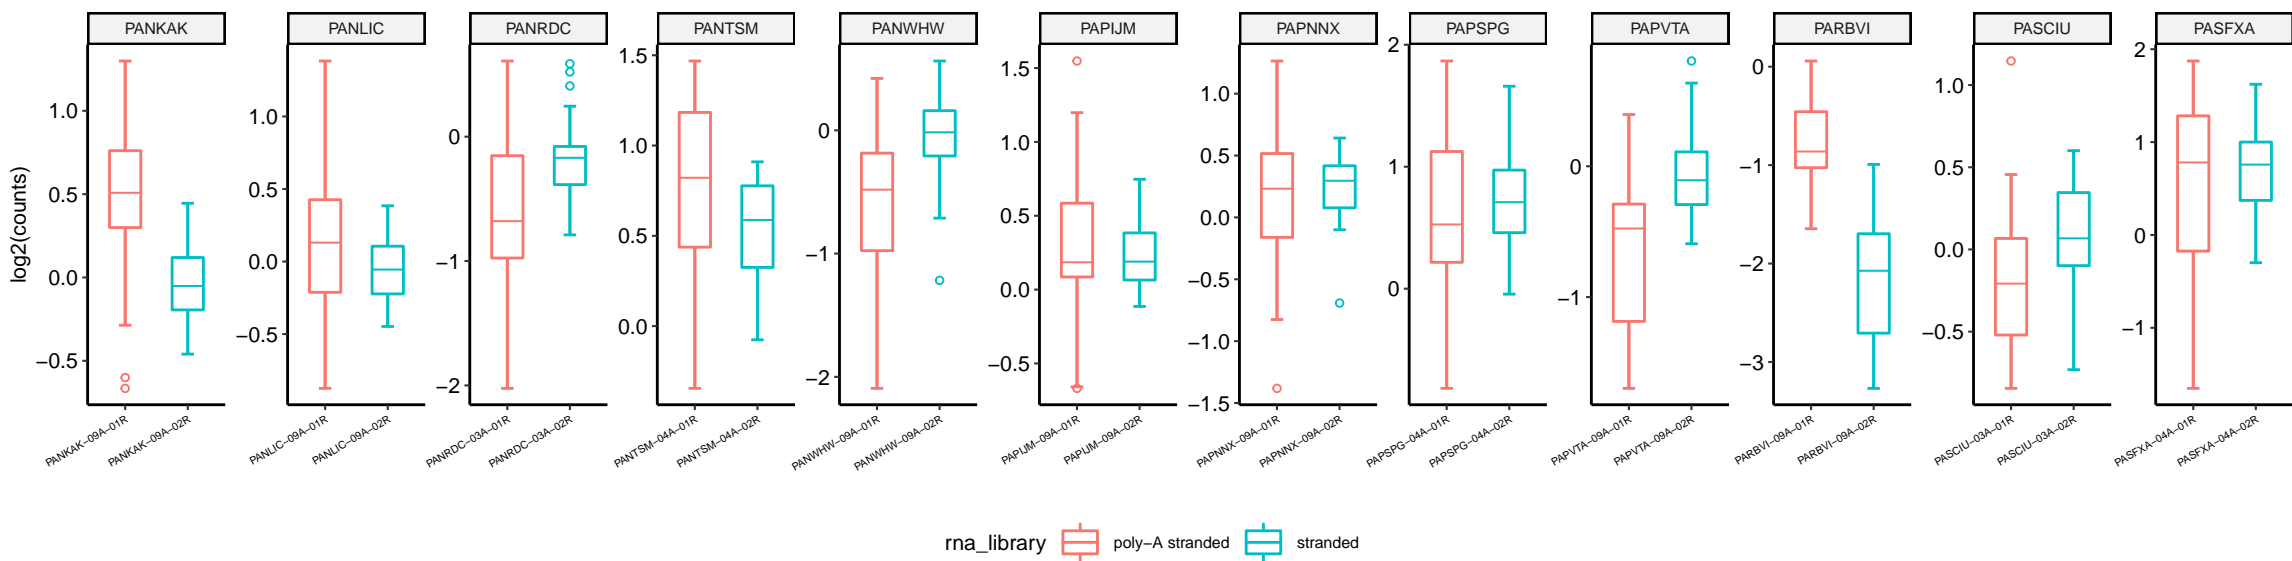 PANKAK PANLIC PANRDC PANTSM PANWHW PAPIJM PAPNNX PAPSPG PAPVTA PARBVI PASCIU PASFXA
log2(counts)
1.0
0.5
0.0
−0.5
1.0
0.5
0.0
−0.5
0
−1
−2
1.5
1.0
0.5
0.0
0
−1
−2
1.5
1.0
0.5
0.0
−0.5
1.0
0.5
0.0
−0.5
−1.0
−1.5
2
1
0
0
−1
0
−1
−2
−3
1.0
0.5
0.0
−0.5
2
1
0
−1
PANKAK−09A−01R
PANKAK−09A−02R
PANLIC−09A−01R
PANLIC−09A−02R
PANRDC−03A−01R
PANRDC−03A−02R
PANTSM−04A−01R
PANTSM−04A−02R
PANWHW−09A−01R
PANWHW−09A−02R
PAPIJM−09A−01R
PAPIJM−09A−02R
PAPNNX−09A−01R
PAPNNX−09A−02R
PAPSPG−04A−01R
PAPSPG−04A−02R
PAPVTA−09A−01R
PAPVTA−09A−02R
PARBVI−09A−01R
PARBVI−09A−02R
PASCIU−03A−01R
PASCIU−03A−02R
PASFXA−04A−01R
PASFXA−04A−02R
rna_library poly−A stranded stranded